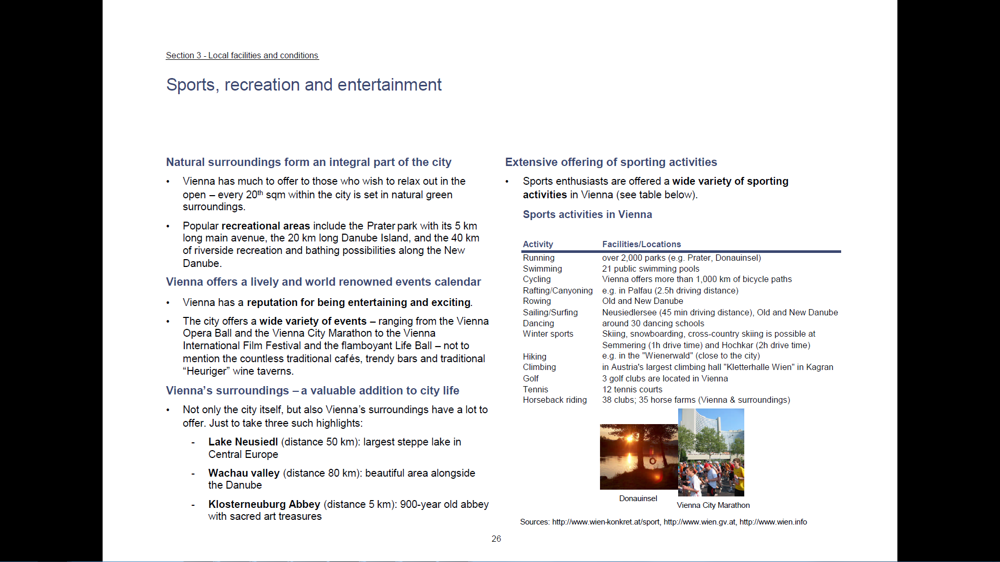 Section 3 - Local facilities and conditions
Sports, recreation and entertainment
Natural surroundings form an integral part of the city
• Vienna has much to offer to those who wish to relax out in the
open – every 20th sqm within the city is set in natural green
surroundings.
• Popular recreational areas include the Prater park with its 5 km
long main avenue, the 20 km long Danube Island, and the 40 km
of riverside recreation and bathing possibilities along the New
Danube.
Vienna offers a lively and world renowned events calendar
• Vienna has a reputation for being entertaining and exciting.
• The city offers a wide variety of events – ranging from the Vienna
Opera Ball and the Vienna City Marathon to the Vienna
International Film Festival and the flamboyant Life Ball – not to
mention the countless traditional cafés, trendy bars and traditional
“Heuriger” wine taverns.
Vienna’s surroundings – a valuable addition to city life
• Not only the city itself, but also Vienna’s surroundings have a lot to
offer. Just to take three such highlights:
- Lake Neusiedl (distance 50 km): largest steppe lake in
Central Europe
- Wachau valley (distance 80 km): beautiful area alongside
the Danube
- Klosterneuburg Abbey (distance 5 km): 900-year old abbey
with sacred art treasures
Extensive offering of sporting activities
• Sports enthusiasts are offered a wide variety of sporting
activities in Vienna (see table below).
Sports activities in Vienna
Activity Facilities/Locations
Running over 2,000 parks (e.g. Prater, Donauinsel)
Swimming 21 public swimming pools
Cycling Vienna offers more than 1,000 km of bicycle paths
Rafting/Canyoning e.g. in Palfau (2.5h driving distance)
Rowing Old and New Danube
Sailing/Surfing Neusiedlersee (45 min driving distance), Old and New Danube
Dancing around 30 dancing schools
Winter sports Skiing, snowboarding, cross-country skiing is possible at
Semmering (1h drive time) and Hochkar (2h drive time)
Hiking e.g. in the "Wienerwald" (close to the city)
Climbing in Austria's largest climbing hall "Kletterhalle Wien" in Kagran
Golf 3 golf clubs are located in Vienna
Tennis 12 tennis courts
Horseback riding 38 clubs; 35 horse farms (Vienna & surroundings)
Donauinsel
Vienna City Marathon
Sources: http://www.wien-konkret.at/sport, http://www.wien.gv.at, http://www.wien.info
26